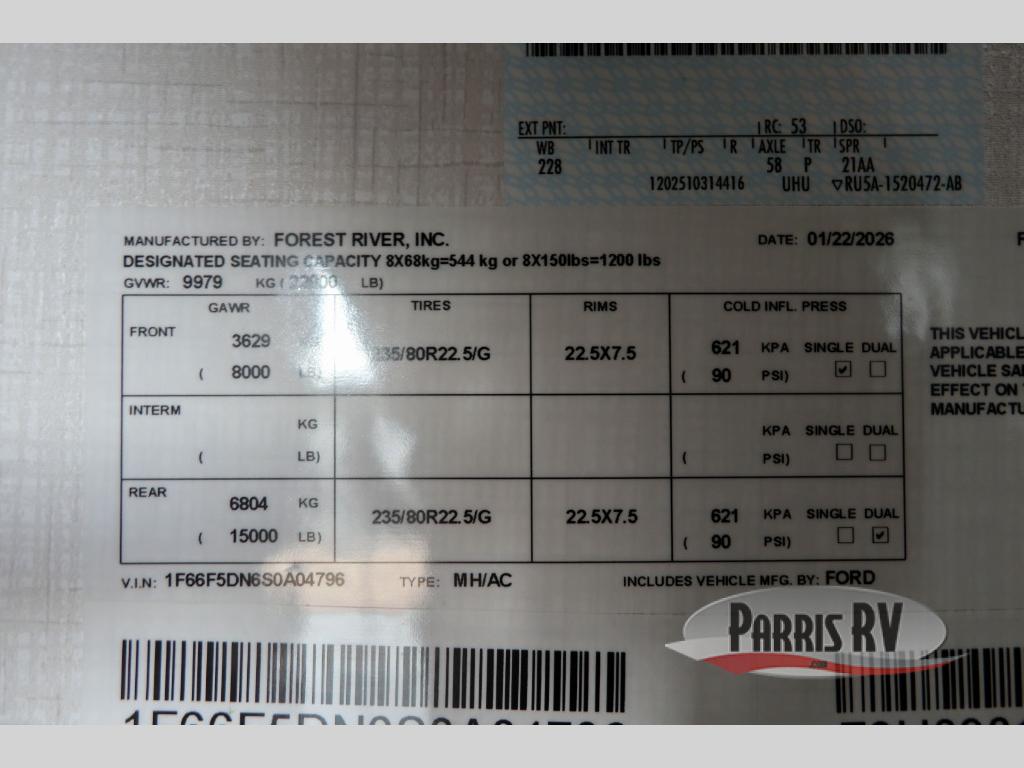 EXT PNT: RC: 53 DSO:
WB INT TR TP/PS R AXLE TR SPR
228 58 P 21AA
1202510314416 UHU ▽RU5A-1520472-AB
MANUFACTURED BY: FOREST RIVER, INC. DATE: 01/22/2026
DESIGNATED SEATING CAPACITY 8X68kg=544 kg or 8X150lbs=1200 lbs
GVWR: 9979 KG ( 22000 LB)
GAWR TIRES RIMS COLD INFL. PRESS
FRONT 3629 235/80R22.5/G 22.5X7.5 621 KPA SINGLE DUAL
( 8000 LB) ( 90 PSI)
INTERM KG KPA SINGLE DUAL
( LB) ( PSI)
REAR 6804 KG 235/80R22.5/G 22.5X7.5 621 KPA SINGLE DUAL
( 15000 LB) ( 90 PSI)
V.I.N: 1F66F5DN6S0A04796 TYPE: MH/AC INCLUDES VEHICLE MFG. BY: FORD
THIS VEHICL
APPLICABLE
VEHICLE SA
EFFECT ON
MANUFACTU
PARRIS RV
.com